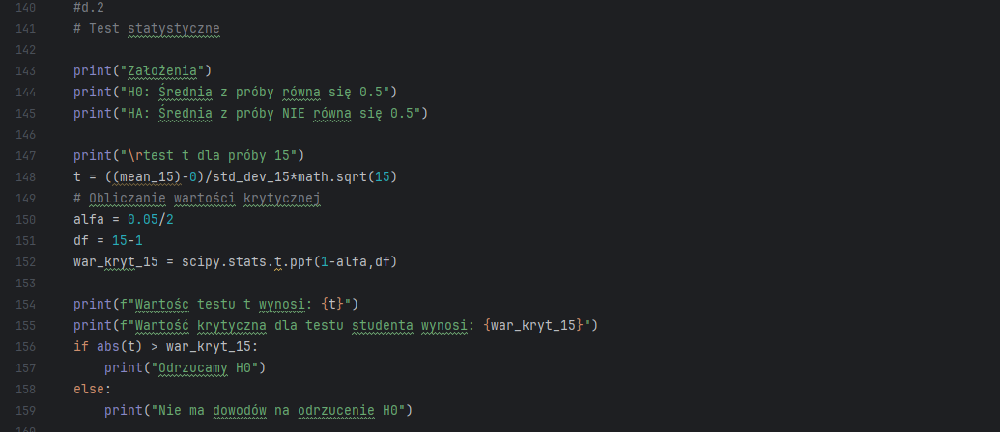 140 #d.2
141 # Test statystyczne
142
143 print("Założenia")
144 print("H0: Średnia z próby równa się 0.5")
145 print("HA: Średnia z próby NIE równa się 0.5")
146
147 print("\rtest t dla próby 15")
148 t = ((mean_15)-0)/std_dev_15*math.sqrt(15)
149 # Obliczanie wartości krytycznej
150 alfa = 0.05/2
151 df = 15-1
152 war_kryt_15 = scipy.stats.t.ppf(1-alfa,df)
153
154 print(f"Wartośc testu t wynosi: {t}")
155 print(f"Wartość krytyczna dla testu studenta wynosi: {war_kryt_15}")
156 if abs(t) > war_kryt_15:
157     print("Odrzucamy H0")
158 else:
159     print("Nie ma dowodów na odrzucenie H0")
160